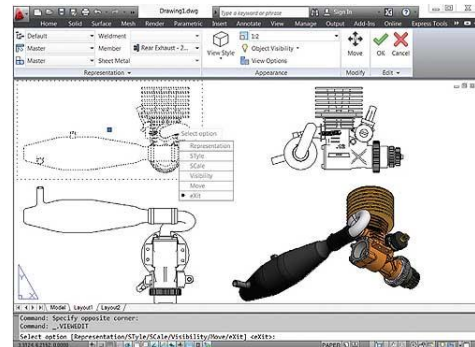 Drawing1.dwg
Type a keyword or phrase
Sign In
Home Solid Surface Mesh Render Parametric Insert Annotate View Manage Output Add-Ins Online Express Tools
Default
Weldment
1:2
Master
Member
Rear Exhaust - 2...
View Style
Object Visibility
Move
OK
Cancel
Master
Sheet Metal
View Options
Representation
Appearance
Modify
Edit
Select option
Representation
STyle
SCale
Visibility
Move
eXit
Model Layout1 Layout2
Command: Specify opposite corner:
Command: _.VIEWEDIT
Select option [Representation/STyle/SCale/Visibility/Move/eXit] <eXit>:
PAPER